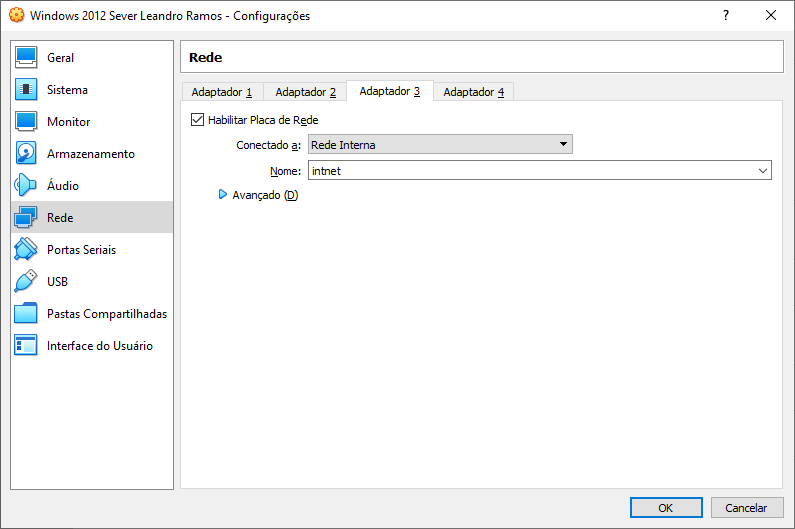 Windows 2012 Sever Leandro Ramos - Configurações
?
Geral
Sistema
Monitor
Armazenamento
Áudio
Rede
Portas Seriais
USB
Pastas Compartilhadas
Interface do Usuário
Rede
Adaptador 1 Adaptador 2 Adaptador 3 Adaptador 4
Habilitar Placa de Rede
Conectado a: Rede Interna
Nome: intnet
Avançado (D)
OK Cancelar